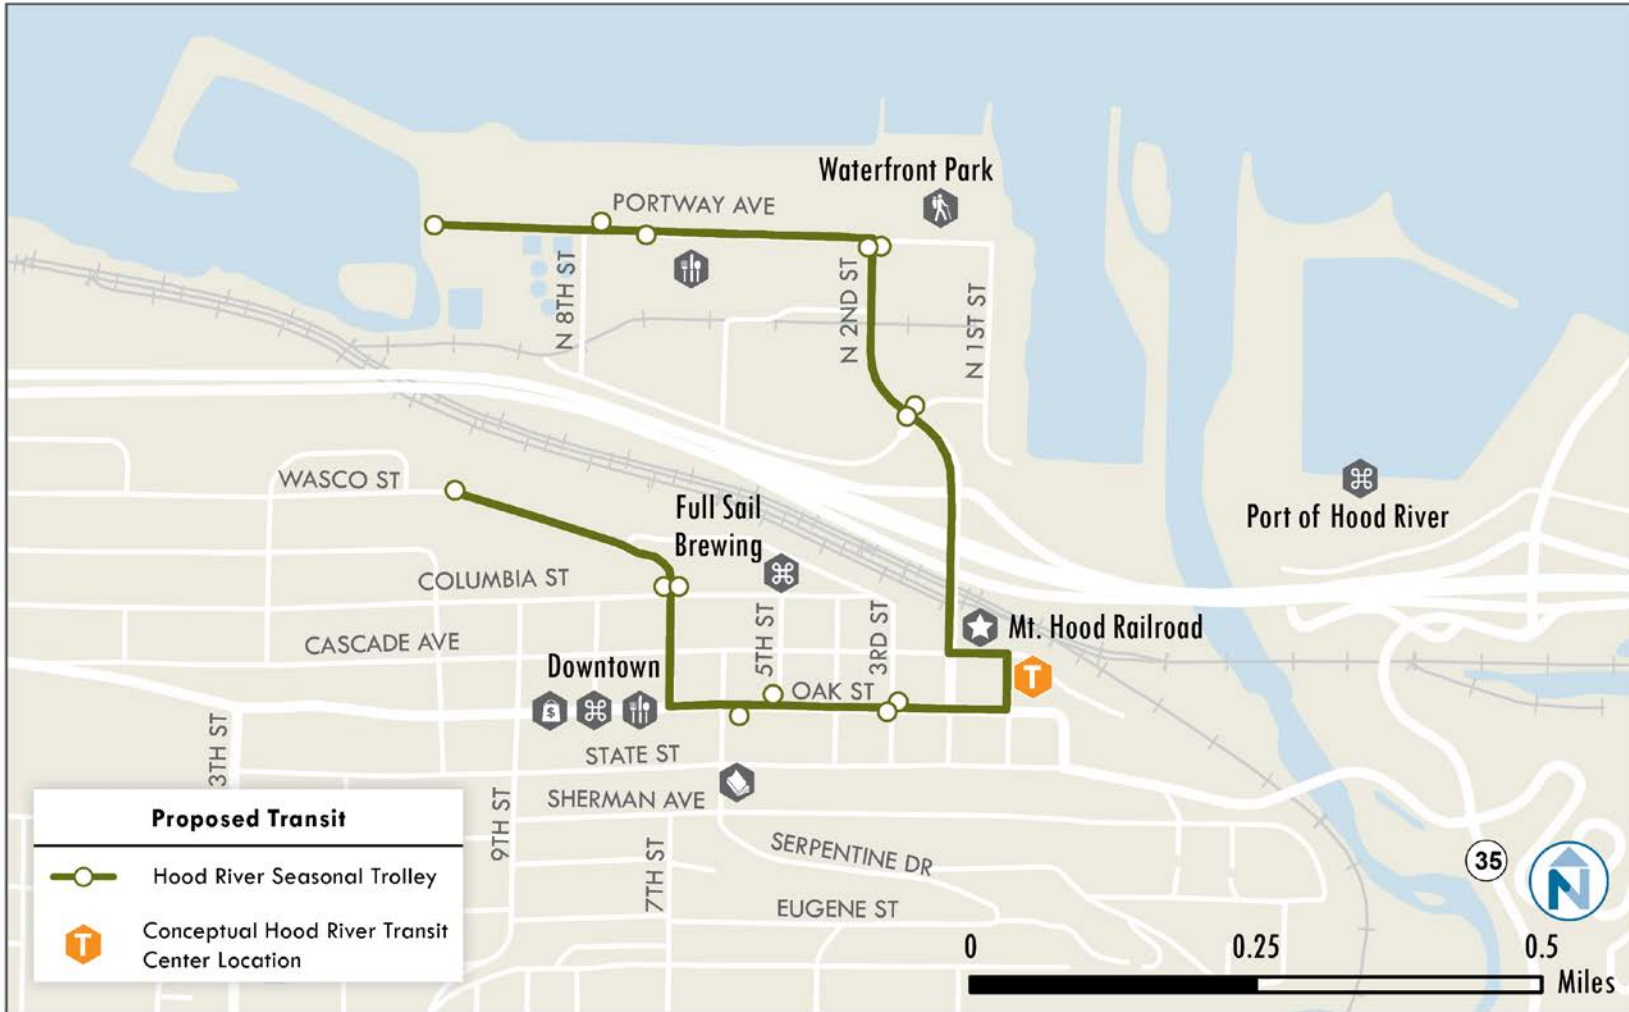 Waterfront Park
PORTWAY AVE
N 8TH ST
N 2ND ST
N 1ST ST
WASCO ST
Full Sail
Brewing
Port of Hood River
COLUMBIA ST
CASCADE AVE
5TH ST
3RD ST
Mt. Hood Railroad
Downtown
OAK ST
T
$
STATE ST
3TH ST
SHERMAN AVE
9TH ST
7TH ST
SERPENTINE DR
EUGENE ST
35
N
Proposed Transit
Hood River Seasonal Trolley
T
Conceptual Hood River Transit
Center Location
0 0.25 0.5
Miles